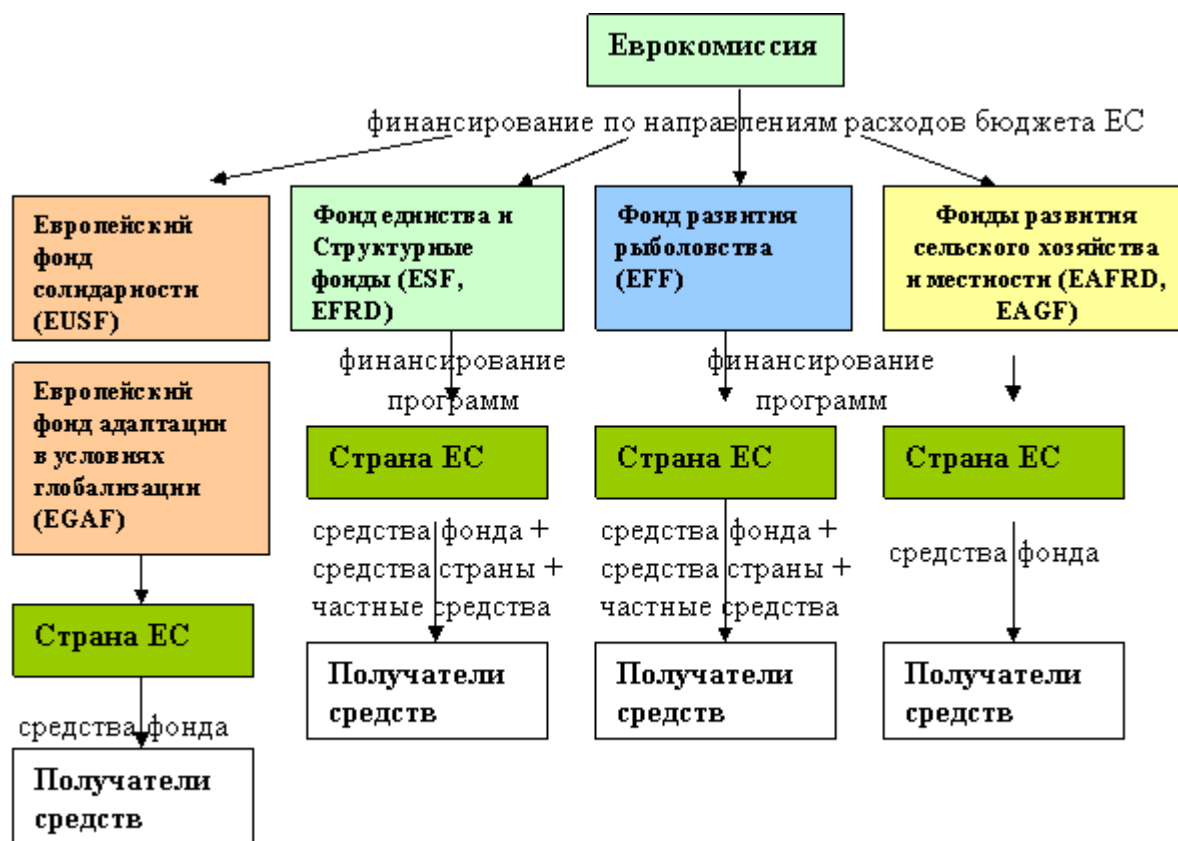 Еврокомиссия
финансирование по направлениям расходов бюджета ЕС
Европейский
фонд
солидарности
(EUSF)
Фонд единства и
Структурные
фонды (ESF,
EFRD)
Фонд развития
рыболовства
(EFF)
Фонды развития
сельского хозяйства
и местности (EAFRD,
EAGF)
Европейский
фонд адаптации
в условиях
глобализации
(EGAF)
финансирование
программ
финансирование
программ
Страна ЕС
Страна ЕС
Страна ЕС
средства фонда +
средства страны +
частные средства
средства фонда +
средства страны +
частные средства
средства фонда
Страна ЕС
Получатели
средств
Получатели
средств
Получатели
средств
средства фонда
Получатели
средств